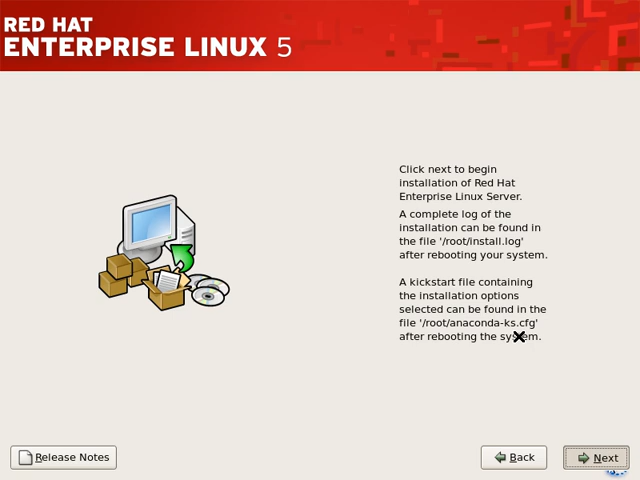 RED HAT
ENTERPRISE LINUX 5
Click next to begin
installation of Red Hat
Enterprise Linux Server.
A complete log of the
installation can be found in
the file '/root/install.log'
after rebooting your system.
A kickstart file containing
the installation options
selected can be found in the
file '/root/anaconda-ks.cfg'
after rebooting the system.
Release Notes
Back
Next